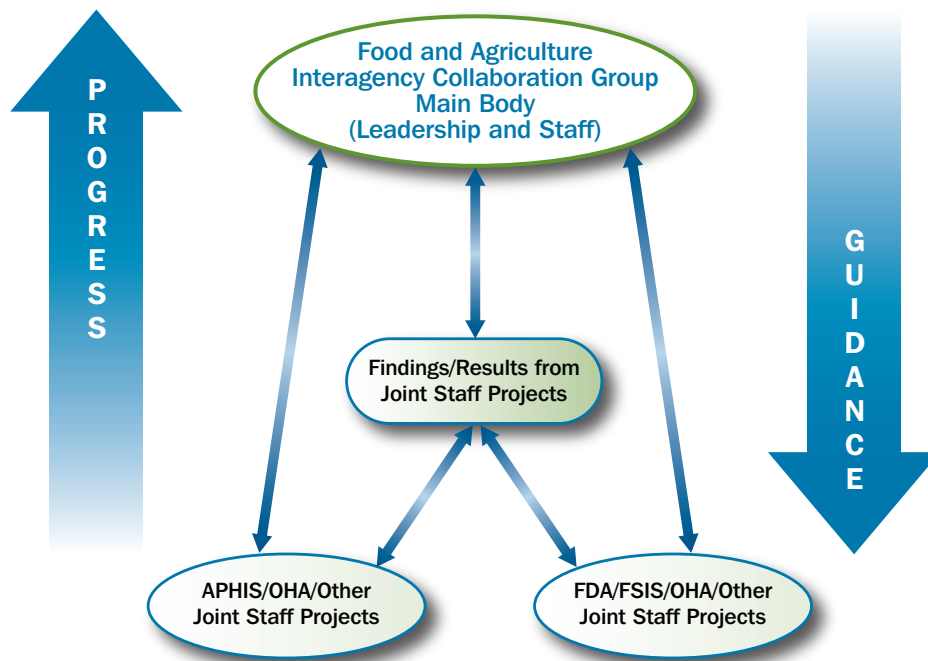 PROGRESS
Food and Agriculture
Interagency Collaboration Group
Main Body
(Leadership and Staff)
GUIDANCE
Findings/Results from
Joint Staff Projects
APHIS/OHA/Other
Joint Staff Projects
FDA/FSIS/OHA/Other
Joint Staff Projects